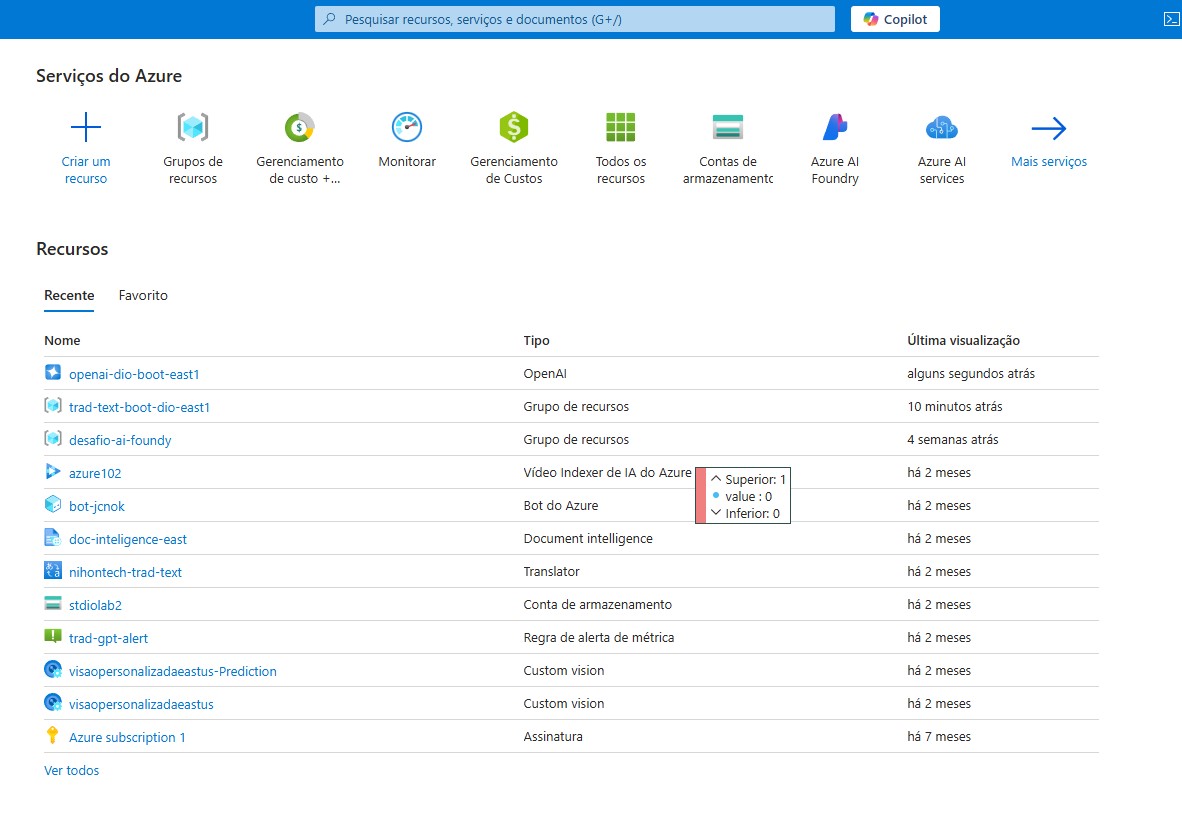 Pesquisar recursos, serviços e documentos (G+/)
Copilot
Serviços do Azure
Criar um
recurso
Grupos de
recursos
Gerenciamento
de custo +...
Monitorar
Gerenciamento
de Custos
Todos os
recursos
Contas de
armazenamento
Azure AI
Foundry
Azure AI
services
Mais serviços
Recursos
Recente Favorito
Nome Tipo Última visualização
openai-dio-boot-east1 OpenAI alguns segundos atrás
trad-text-boot-dio-east1 Grupo de recursos 10 minutos atrás
desafio-ai-foundy Grupo de recursos 4 semanas atrás
azure102 Vídeo Indexer de IA do Azure há 2 meses
Superior: 1
value : 0
Inferior: 0
bot-jcnok Bot do Azure há 2 meses
doc-inteligence-east Document intelligence há 2 meses
nihontech-trad-text Translator há 2 meses
stdiolab2 Conta de armazenamento há 2 meses
trad-gpt-alert Regra de alerta de métrica há 2 meses
visaopersonalizadaeastus-Prediction Custom vision há 2 meses
visaopersonalizadaeastus Custom vision há 2 meses
Azure subscription 1 Assinatura há 7 meses
Ver todos